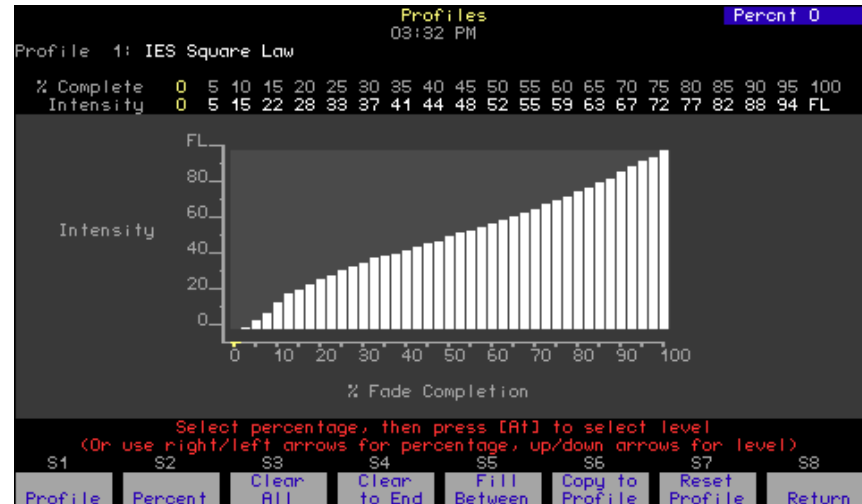 Profiles
Percnt 0
03:32 PM
Profile 1: IES Square Law
% Complete 0 5 10 15 20 25 30 35 40 45 50 55 60 65 70 75 80 85 90 95 100
Intensity 0 5 15 22 28 33 37 41 44 48 52 55 59 63 67 72 77 82 88 94 FL
FL
80
60
Intensity
40
20
0
0 10 20 30 40 50 60 70 80 90 100
% Fade Completion
Select percentage, then press [At] to select level
(Or use right/left arrows for percentage, up/down arrows for level)
S1 S2 S3 S4 S5 S6 S7 S8
Profile Percent Clear All Clear to End Fill Between Copy to Profile Reset Profile Return